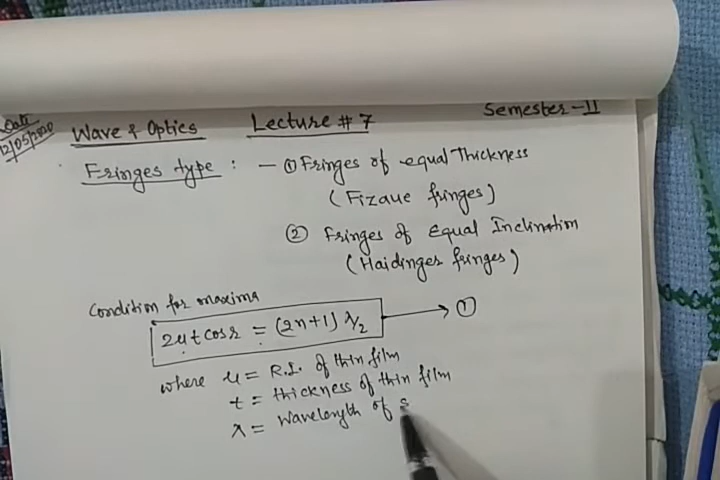 Date
12/05/2020
Wave & Optics Lecture # 7 Semester - II
Fringes type : - ① Fringes of equal Thickness
(Fizaue fringes)
② Fringes of Equal Inclination
(Haidinges fringes)
Condition for maxima
2μt cosr = (2n+1) λ/2 → ①
where μ = R.I. of thin film
t = thickness of thin film
λ = Wavelength of s